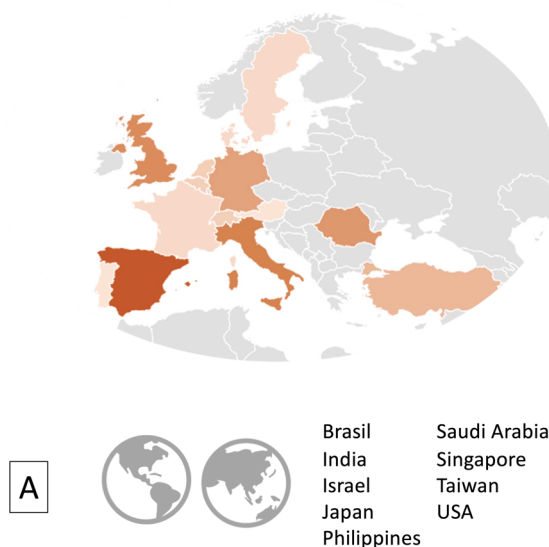 A
Brasil
India
Israel
Japan
Philippines
Saudi Arabia
Singapore
Taiwan
USA